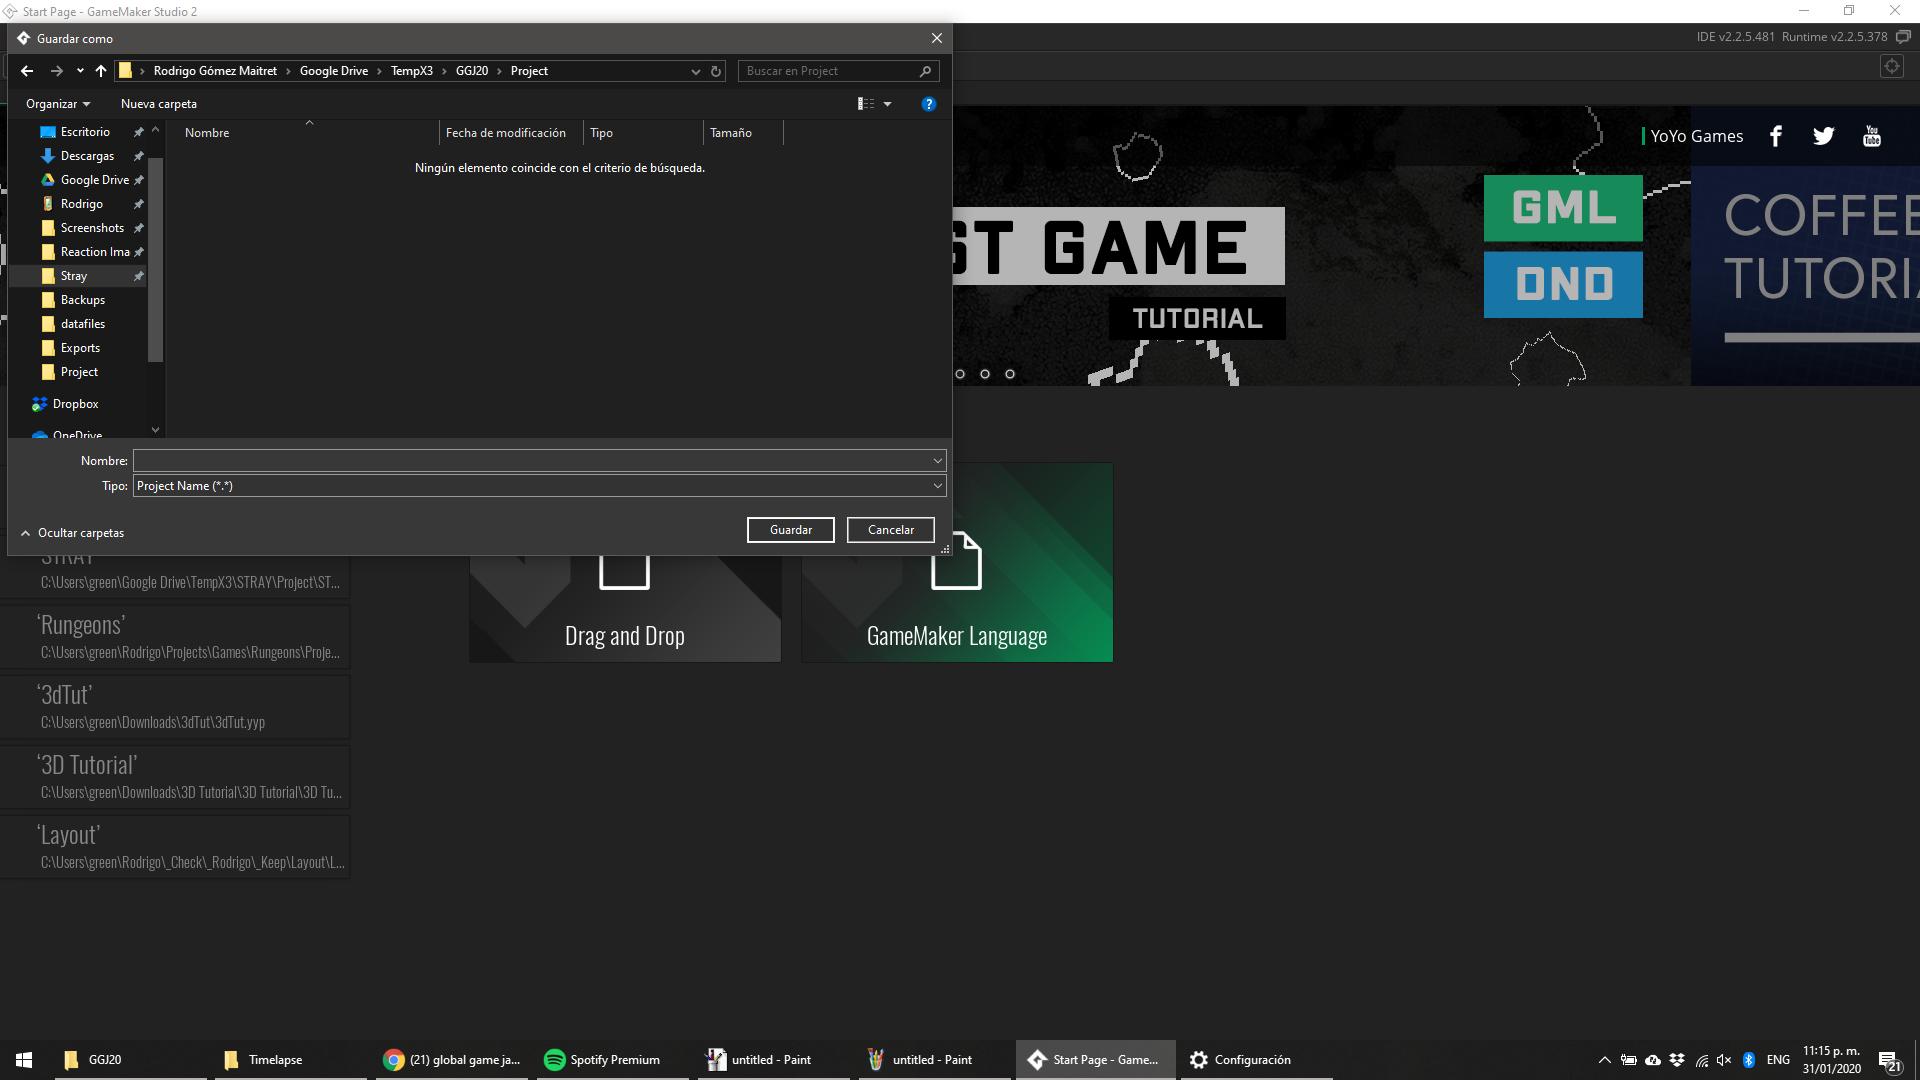 Start Page - GameMaker Studio 2
IDE v2.2.5.481 Runtime v2.2.5.378
Guardar como
Rodrigo Gómez Maitret > Google Drive > TempX3 > GGJ20 > Project
Buscar en Project
Organizar
Nueva carpeta
?
Nombre
Fecha de modificación
Tipo
Tamaño
Ningún elemento coincide con el criterio de búsqueda.
Escritorio
Descargas
Google Drive
Rodrigo
Screenshots
Reaction Ima
Stray
Backups
datafiles
Exports
Project
Dropbox
OneDrive
Nombre:
Tipo: Project Name (*.*)
Ocultar carpetas
Guardar
Cancelar
YoYo Games
You Tube
ST GAME
TUTORIAL
GML
DND
COFFEE
TUTORIA
STRAY
C:\Users\green\Google Drive\TempX3\STRAY\Project\ST...
‘Rungeons’
C:\Users\green\Rodrigo\Projects\Games\Rungeons\Proje...
‘3dTut’
C:\Users\green\Downloads\3dTut\3dTut.yyp
‘3D Tutorial’
C:\Users\green\Downloads\3D Tutorial\3D Tutorial\3D Tu...
‘Layout’
C:\Users\green\Rodrigo\_Check\_Rodrigo\_Keep\Layout\L...
Drag and Drop
GameMaker Language
GGJ20
Timelapse
(21) global game ja...
Spotify Premium
untitled - Paint
untitled - Paint
Start Page - Game...
Configuración
ENG
11:15 p. m.
31/01/2020
21